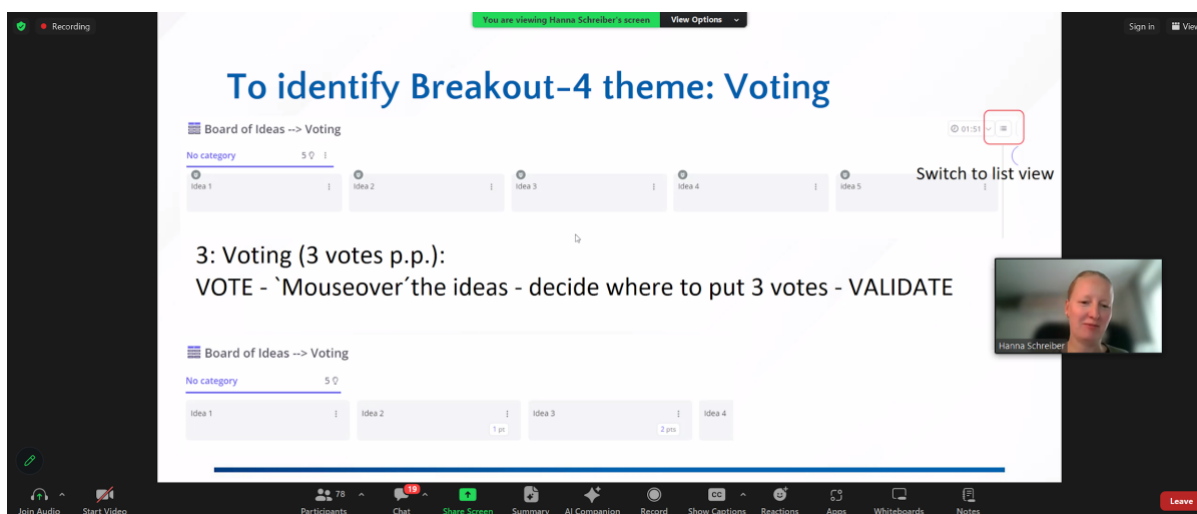 Recording
You are viewing Hanna Schreiber's screen View Options
Sign in View
To identify Breakout-4 theme: Voting
Board of Ideas --> Voting
01:51
No category 5
Idea 1 Idea 2 Idea 3 Idea 4 Idea 5
Switch to list view
3: Voting (3 votes p.p.):
VOTE - `Mouseover´the ideas - decide where to put 3 votes - VALIDATE
Hanna Schreiber
Board of Ideas --> Voting
No category 5
Idea 1 Idea 2 Idea 3 Idea 4
1 pt 2 pts
78 19 CC
Join Audio Start Video Participants Chat Share Screen Summary AI Companion Record Show Captions Reactions Apps Whiteboards Notes Leave